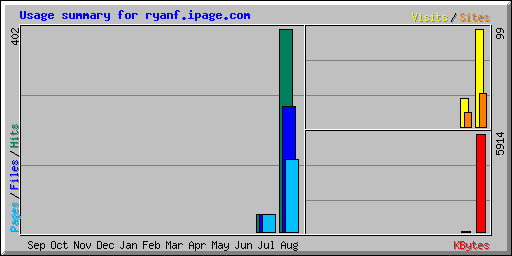 Usage summary for ryanf.ipage.com
Visits / Sites
402
99
5914
Pages / Files / Hits
Sep Oct Nov Dec Jan Feb Mar Apr May Jun Jul Aug
KBytes